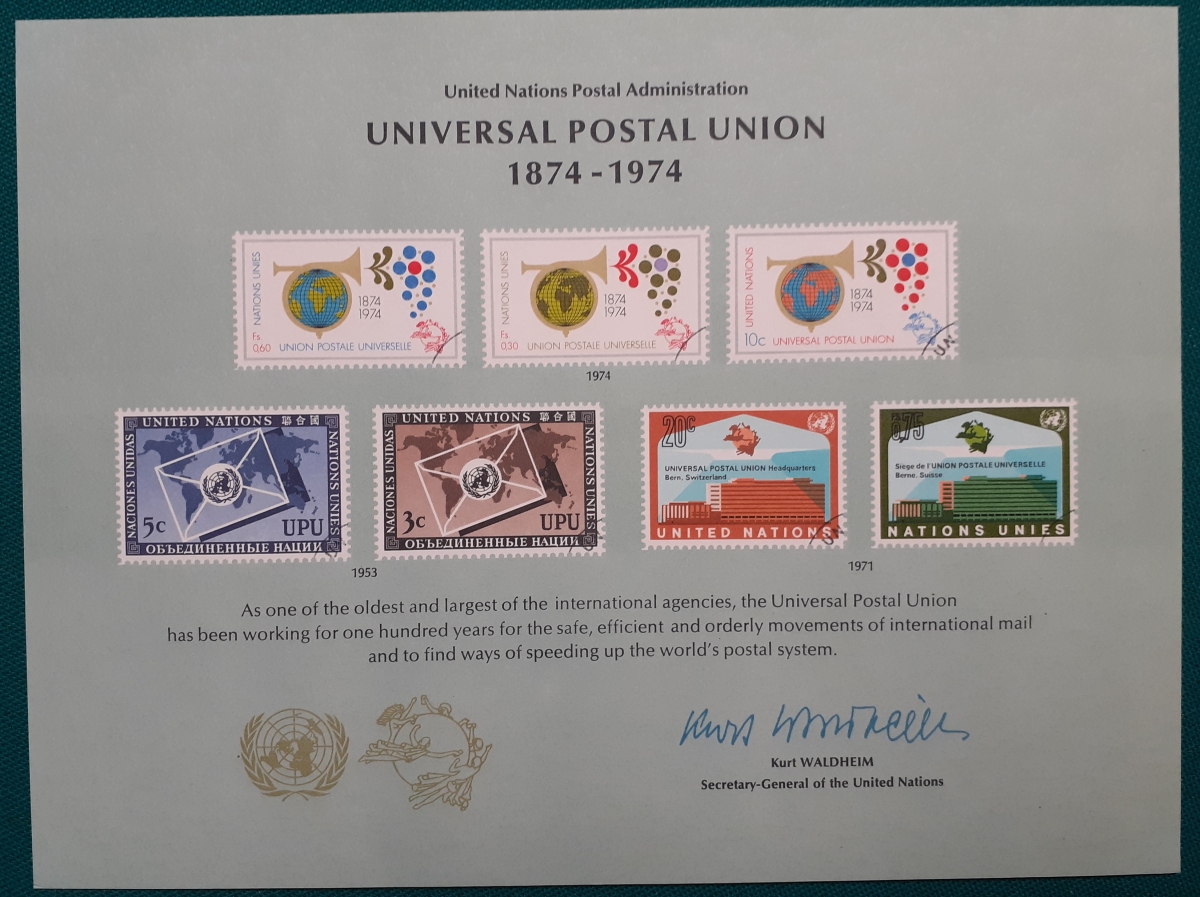 United Nations Postal Administration
UNIVERSAL POSTAL UNION
1874 - 1974
NATIONS UNIES
Fs.
0,60
1874
1974
UNION POSTALE UNIVERSELLE
NATIONS UNIES
Fs.
0.30
1874
1974
UNION POSTALE UNIVERSELLE
UNITED NATIONS
10c
1874
1974
UNIVERSAL POSTAL UNION
UN
1974
UNITED NATIONS 聯合國
NACIONES UNIDAS
NATIONS UNIES
5c
UPU
ОБЪЕДИНЕННЫЕ НАЦИИ
UNITED NATIONS 聯合國
NACIONES UNIDAS
NATIONS UNIES
3c
UPU
ОБЪЕДИНЕННЫЕ НАЦИИ
1953
20c
UNIVERSAL POSTAL UNION Headquarters
Bern, Switzerland
UNITED NATIONS
UN
0,75
Siège de l'UNION POSTALE UNIVERSELLE
Berne, Suisse
NATIONS UNIES
1971
As one of the oldest and largest of the international agencies, the Universal Postal Union
has been working for one hundred years for the safe, efficient and orderly movements of international mail
and to find ways of speeding up the world's postal system.
Kurt Waldheim
Kurt WALDHEIM
Secretary-General of the United Nations